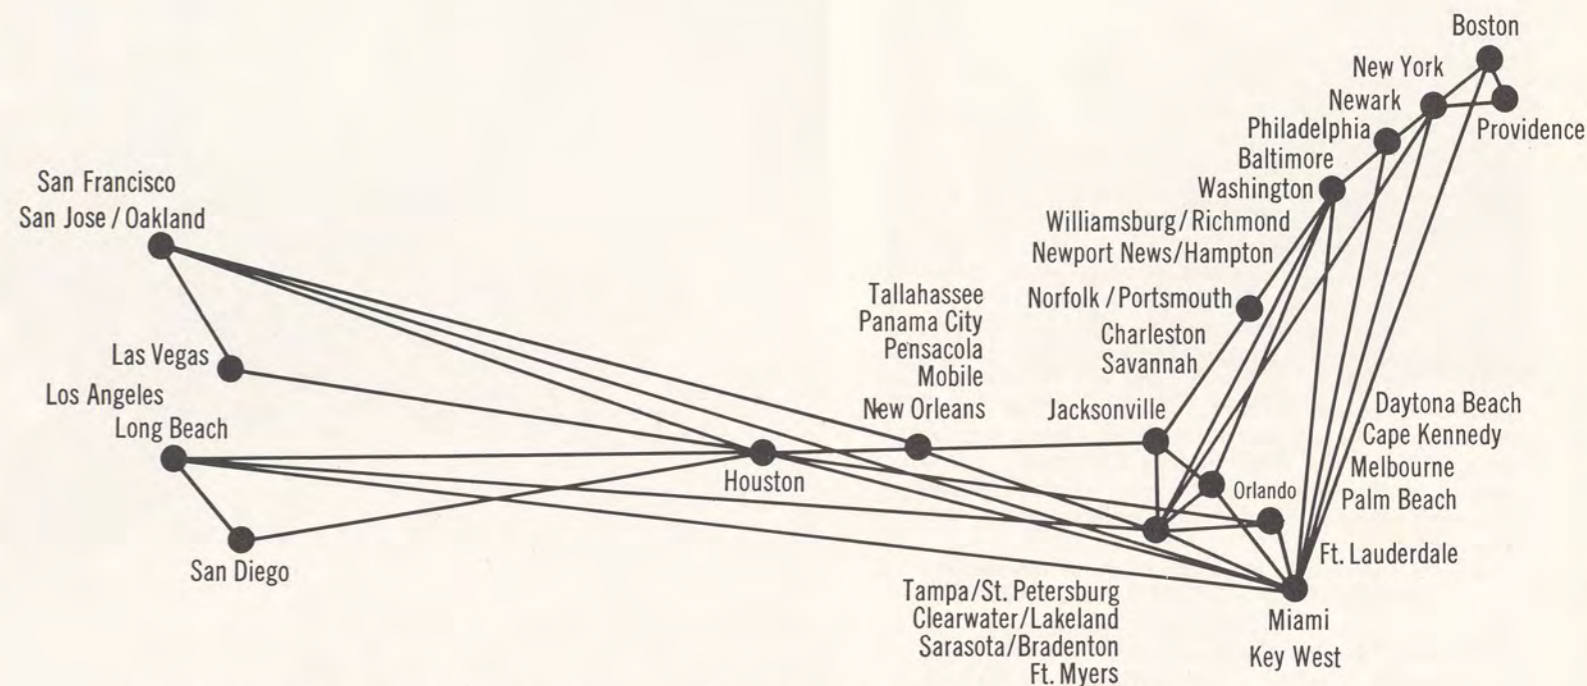 Boston
New York
Newark
Providence
Philadelphia
Baltimore
Washington
San Francisco
San Jose / Oakland
Williamsburg/Richmond
Newport News/Hampton
Norfolk / Portsmouth
Charleston
Savannah
Tallahassee
Panama City
Pensacola
Mobile
New Orleans
Las Vegas
Los Angeles
Long Beach
Jacksonville
Daytona Beach
Cape Kennedy
Melbourne
Palm Beach
Houston
Orlando
San Diego
Ft. Lauderdale
Tampa/St. Petersburg
Clearwater/Lakeland
Sarasota/Bradenton
Ft. Myers
Miami
Key West